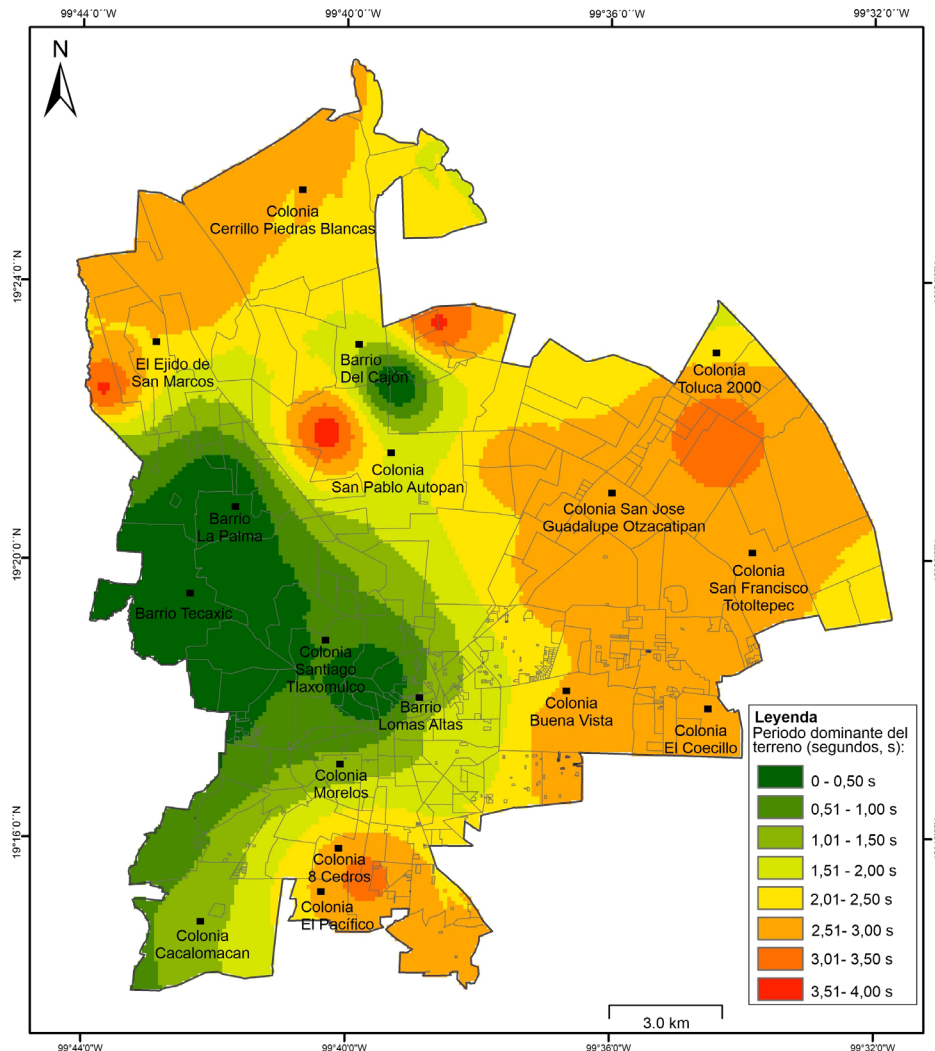 99°44'0''W
99°40'0''W
99°36'0''W
99°32'0''W
N
Colonia
Cerrillo Piedras Blancas
19°24'0''N
El Ejido de
San Marcos
Barrio
Del Cajón
Colonia
Toluca 2000
Colonia
San Pablo Autopan
Colonia San Jose
Guadalupe Otzacatipan
Barrio
La Palma
19°20'0''N
Colonia
San Francisco
Totoltepec
Barrio Tecaxic
Colonia
Santiago
Tlaxomulco
Barrio
Lomas Altas
Colonia
Buena Vista
Colonia
El Coecillo
Colonia
Morelos
19°16'0''N
Colonia
8 Cedros
Colonia
El Pacífico
Colonia
Cacalomacan
Leyenda
Periodo dominante del
terreno (segundos, s):
0 - 0,50 s
0,51 - 1,00 s
1,01 - 1,50 s
1,51 - 2,00 s
2,01- 2,50 s
2,51- 3,00 s
3,01- 3,50 s
3,51- 4,00 s
3.0 km
99°44'0''W
99°40'0''W
99°36'0''W
99°32'0''W